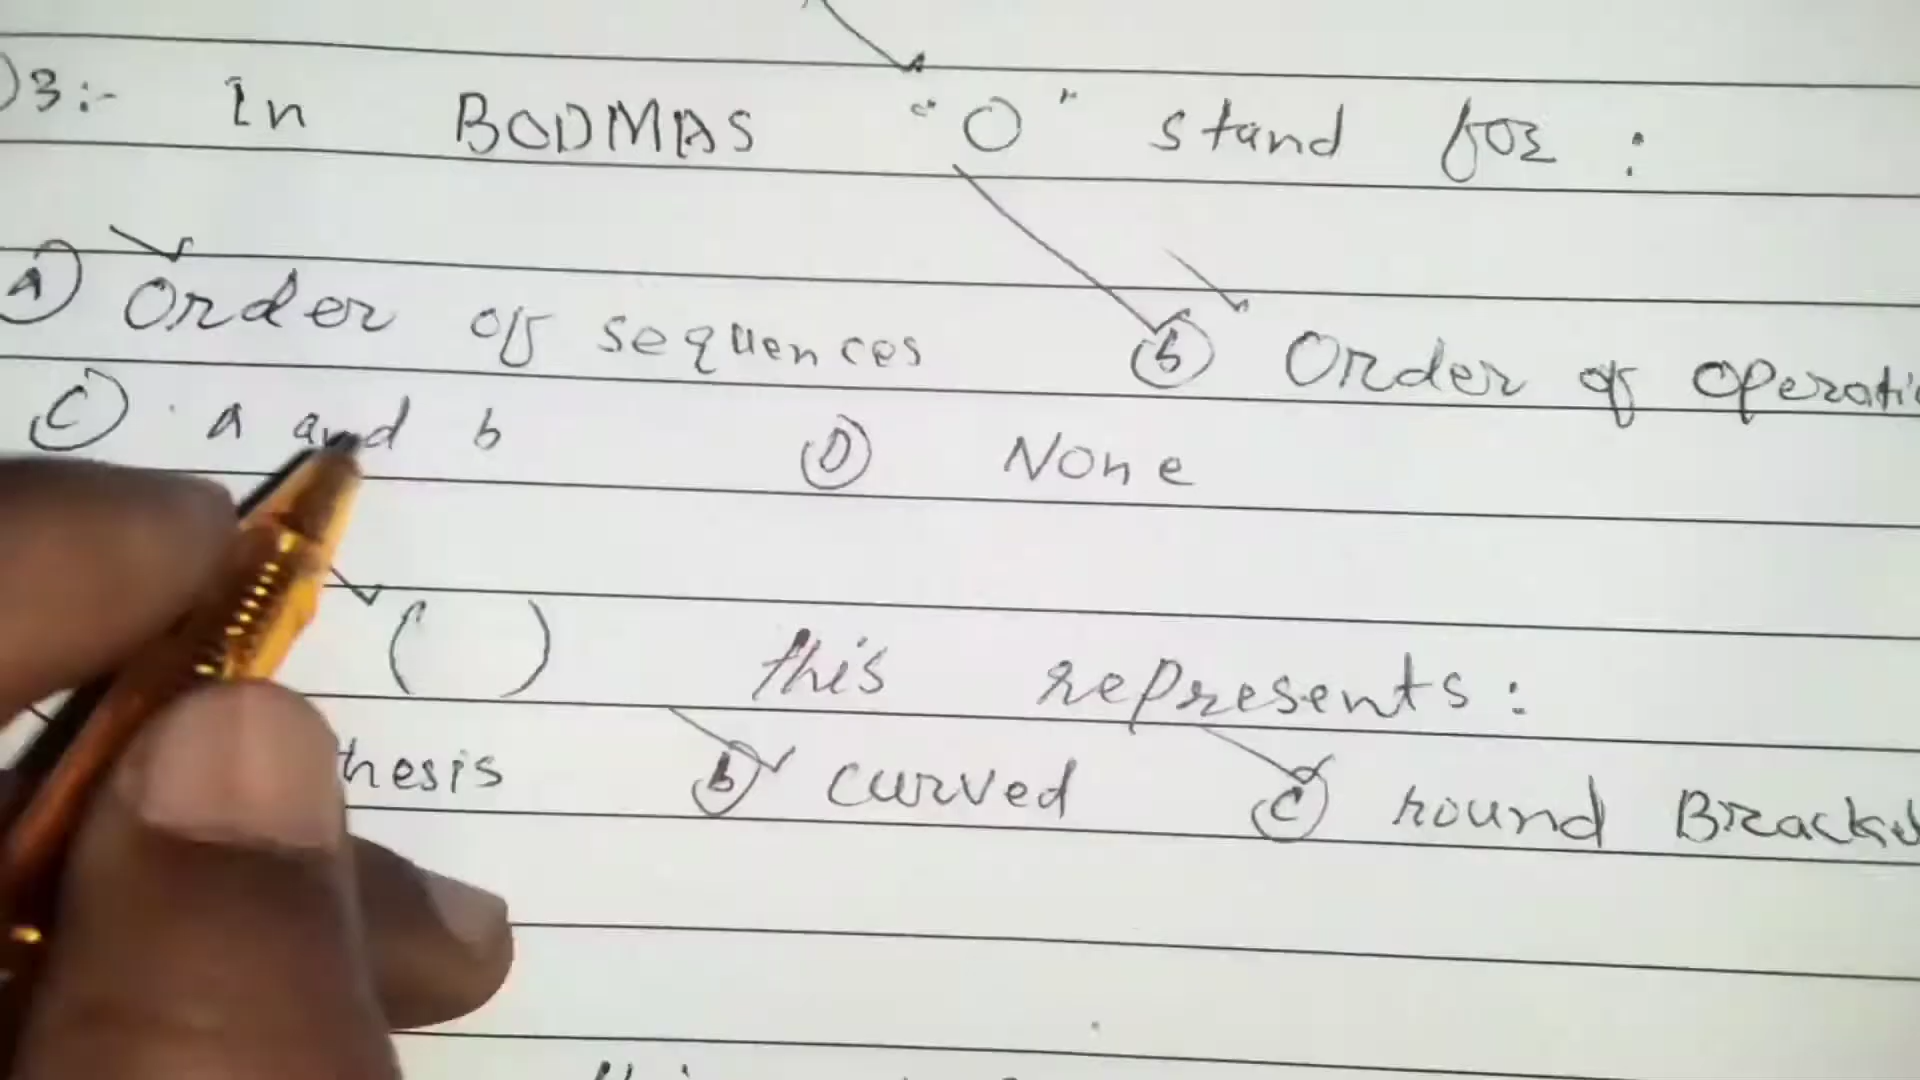 3:- In BODMAS "O" stand for :
(A) Order of sequences (B) Order of operati
(C) a and b (D) None
( ) this represents :
thesis (b) curved (C) round Bracke